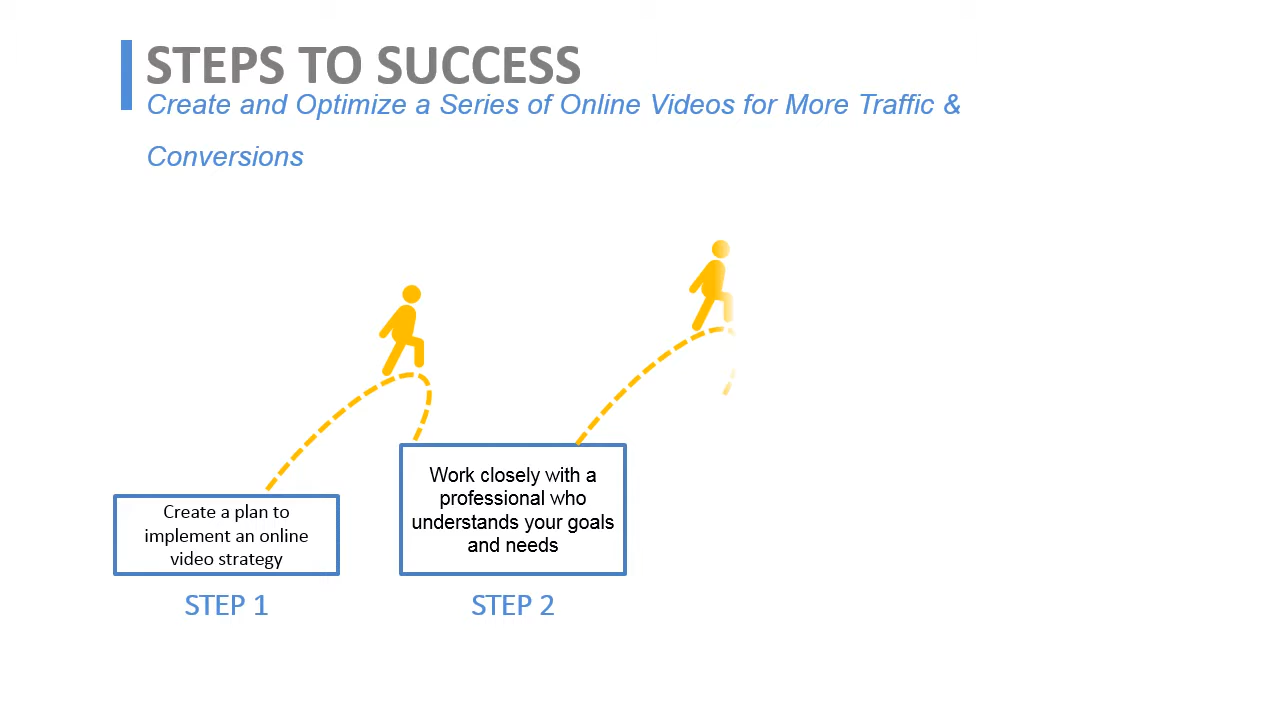 STEPS TO SUCCESS
Create and Optimize a Series of Online Videos for More Traffic &
Conversions
Work closely with a
professional who
understands your goals
and needs
Create a plan to
implement an online
video strategy
STEP 1
STEP 2